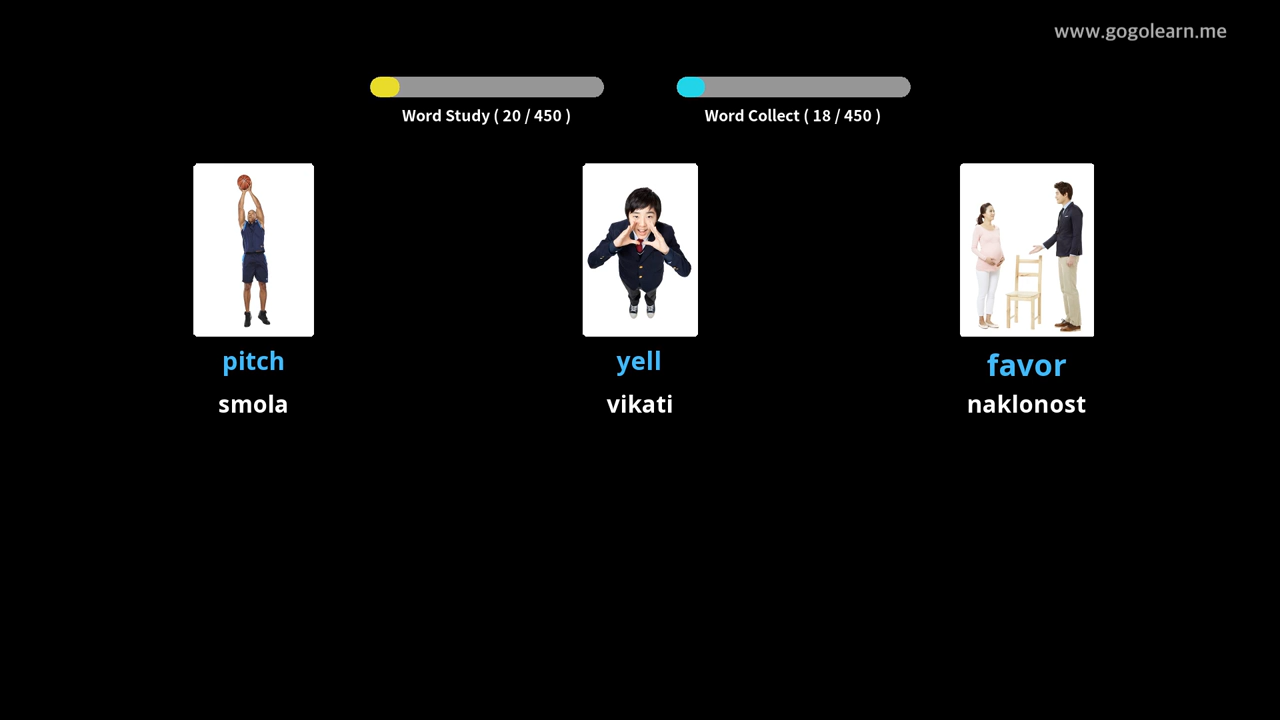 www.gogolearn.me
Word Study ( 20 / 450 )
Word Collect ( 18 / 450 )
pitch
smola
yell
vikati
favor
naklonost